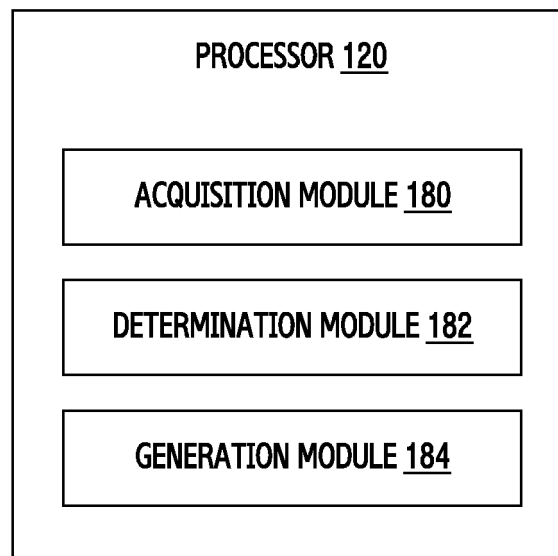 PROCESSOR 120
ACQUISITION MODULE 180
DETERMINATION MODULE 182
GENERATION MODULE 184